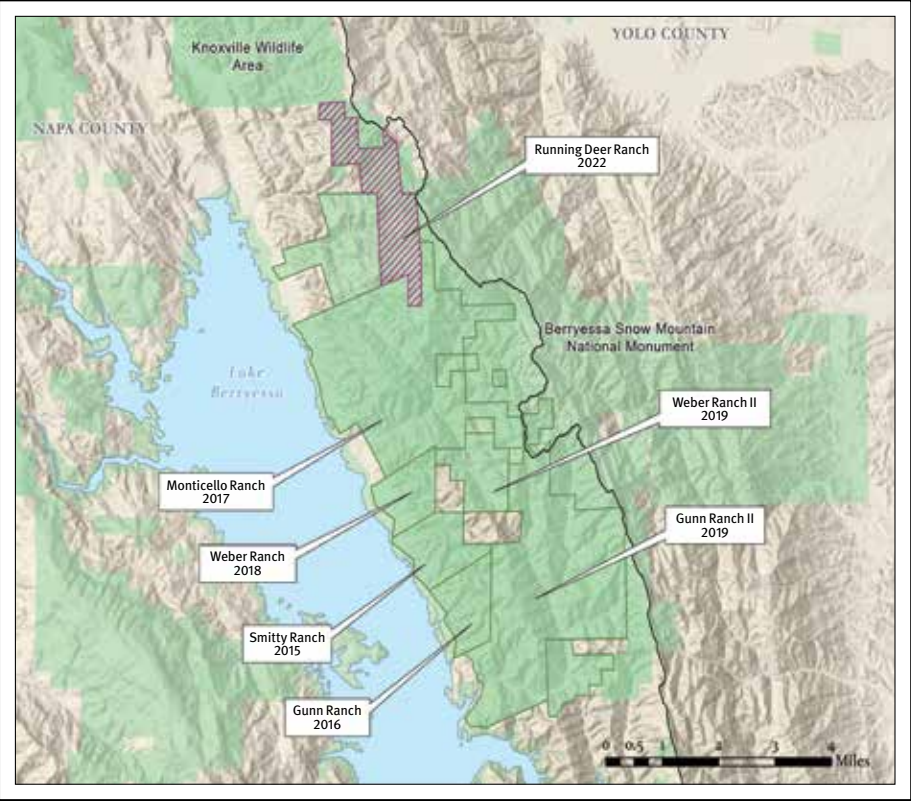 Knoxville Wildlife
Area
YOLO COUNTY
NAPA COUNTY
Running Deer Ranch
2022
Berryessa Snow Mountain
National Monument
Lake
Berryessa
Weber Ranch II
2019
Monticello Ranch
2017
Gunn Ranch II
2019
Weber Ranch
2018
Smitty Ranch
2015
Gunn Ranch
2016
0 0.5 1 2 3 4
Miles